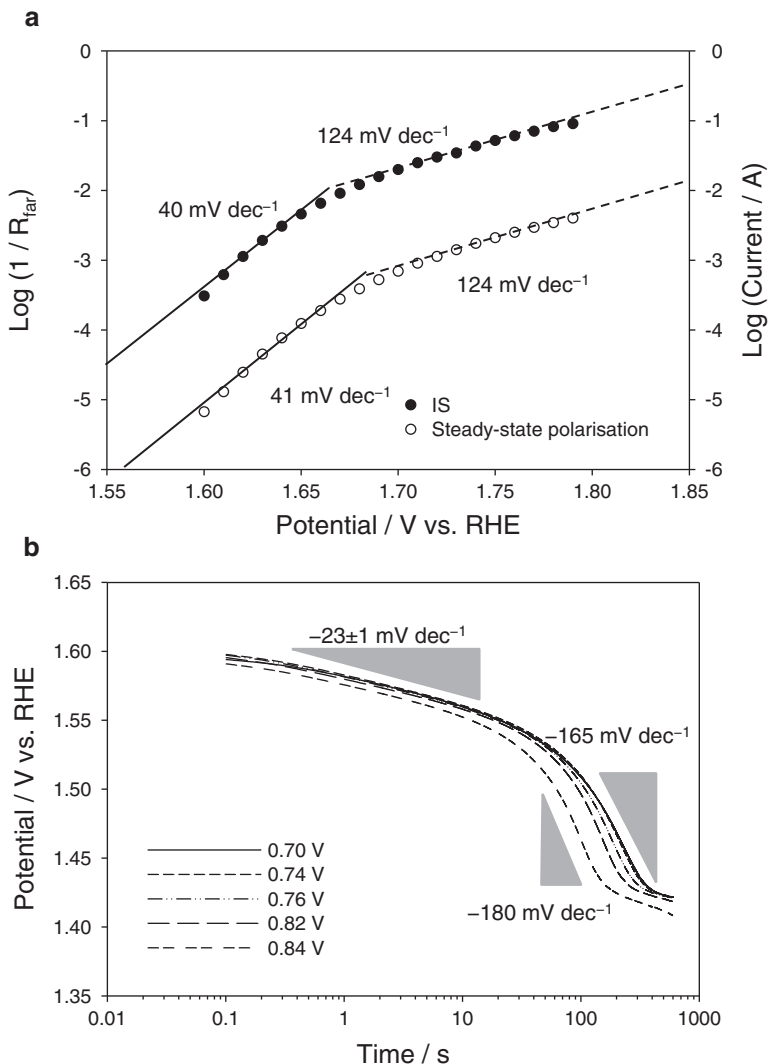 a
0
-1
-2
-3
-4
-5
-6
Log (1 / R_far)
0
-1
-2
-3
-4
-5
-6
Log (Current / A)
124 mV dec⁻¹
40 mV dec⁻¹
124 mV dec⁻¹
41 mV dec⁻¹
IS
Steady-state polarisation
1.55 1.60 1.65 1.70 1.75 1.80 1.85
Potential / V vs. RHE
b
1.65
1.60
1.55
1.50
1.45
1.40
1.35
Potential / V vs. RHE
−23±1 mV dec⁻¹
−165 mV dec⁻¹
−180 mV dec⁻¹
0.70 V
0.74 V
0.76 V
0.82 V
0.84 V
0.01 0.1 1 10 100 1000
Time / s